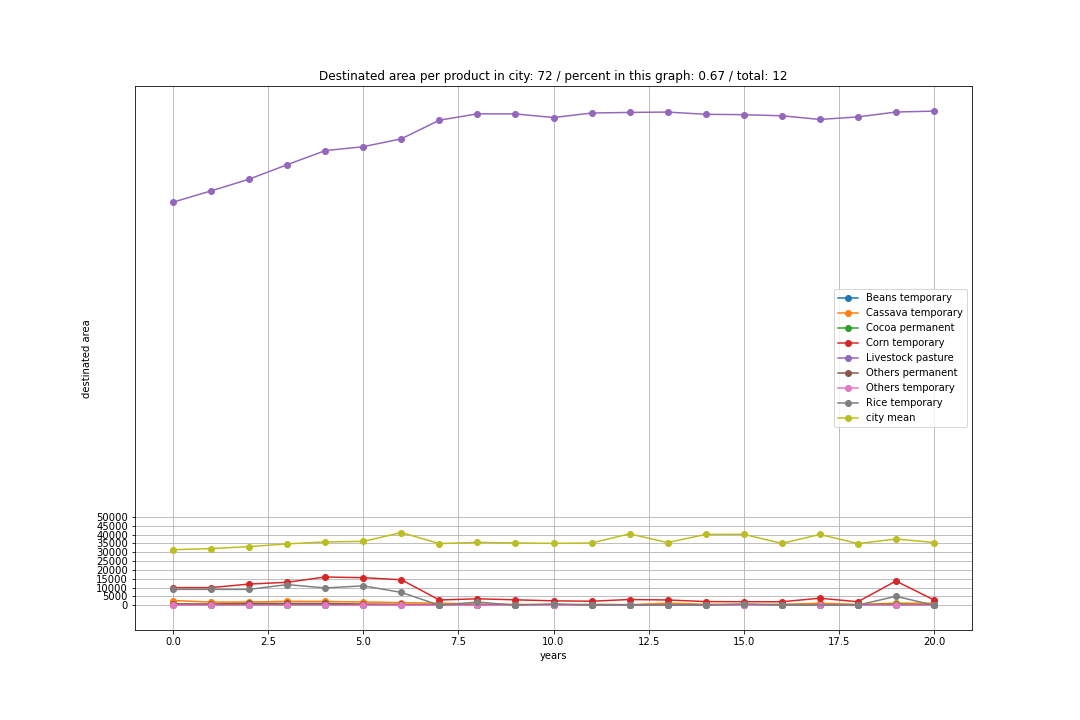 Destinated area per product in city: 72 / percent in this graph: 0.67 / total: 12
destinated area
Beans temporary
Cassava temporary
Cocoa permanent
Corn temporary
Livestock pasture
Others permanent
Others temporary
Rice temporary
city mean
50000
45000
40000
35000
30000
25000
20000
15000
10000
5000
0
0.0 2.5 5.0 7.5 10.0 12.5 15.0 17.5 20.0
years